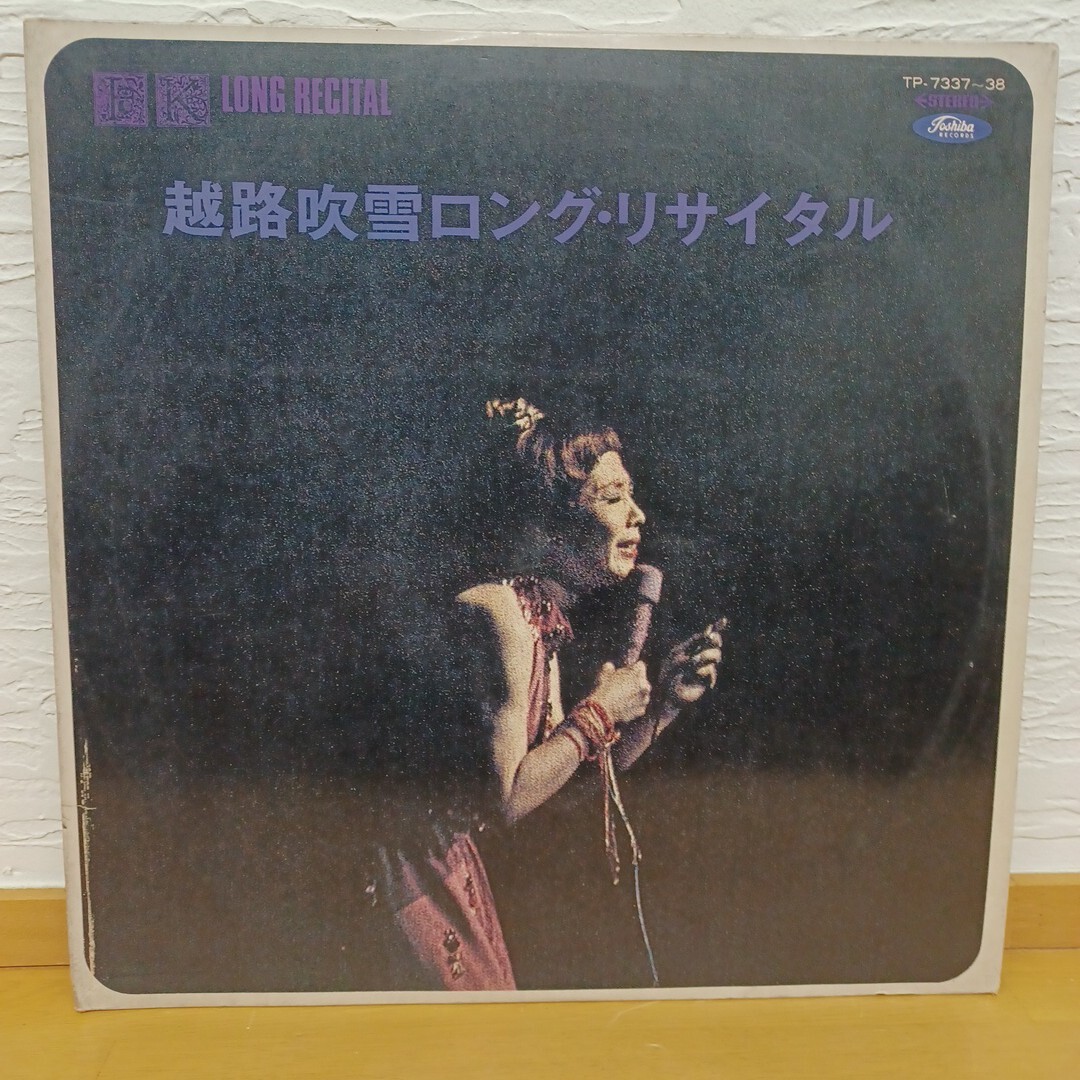 FK LONG RECITAL
TP-7337~38
STEREO
Toshiba
RECORDS
越路吹雪ロング・リサイタル